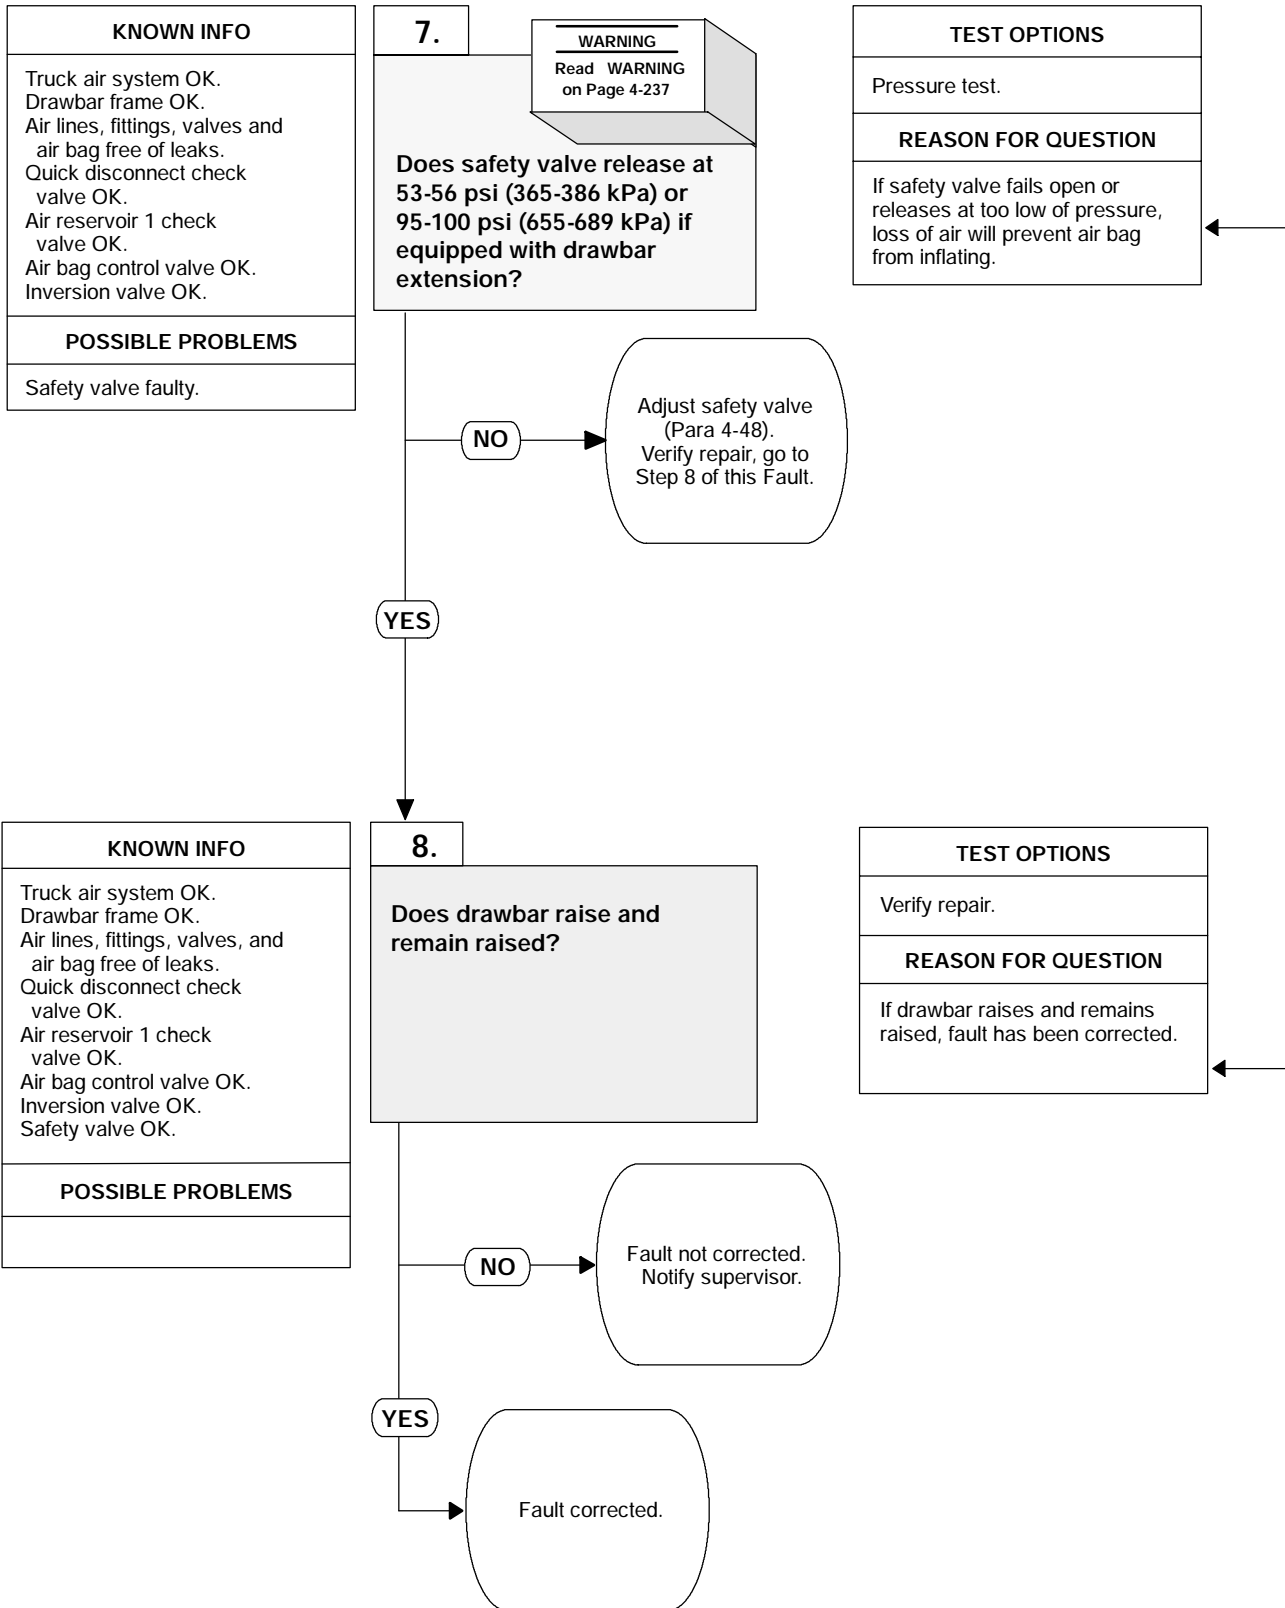 KNOWN INFO
Truck air system OK.
Drawbar frame OK.
Air lines, fittings, valves and
air bag free of leaks.
Quick disconnect check
valve OK.
Air reservoir 1 check
valve OK.
Air bag control valve OK.
Inversion valve OK.
POSSIBLE PROBLEMS
Safety valve faulty.
7.
WARNING
Read WARNING
on Page 4-237
Does safety valve release at
53-56 psi (365-386 kPa) or
95-100 psi (655-689 kPa) if
equipped with drawbar
extension?
TEST OPTIONS
Pressure test.
REASON FOR QUESTION
If safety valve fails open or
releases at too low of pressure,
loss of air will prevent air bag
from inflating.
NO
Adjust safety valve
(Para 4-48).
Verify repair, go to
Step 8 of this Fault.
YES
KNOWN INFO
Truck air system OK.
Drawbar frame OK.
Air lines, fittings, valves, and
air bag free of leaks.
Quick disconnect check
valve OK.
Air reservoir 1 check
valve OK.
Air bag control valve OK.
Inversion valve OK.
Safety valve OK.
POSSIBLE PROBLEMS
8.
Does drawbar raise and
remain raised?
TEST OPTIONS
Verify repair.
REASON FOR QUESTION
If drawbar raises and remains
raised, fault has been corrected.
NO
Fault not corrected.
Notify supervisor.
YES
Fault corrected.